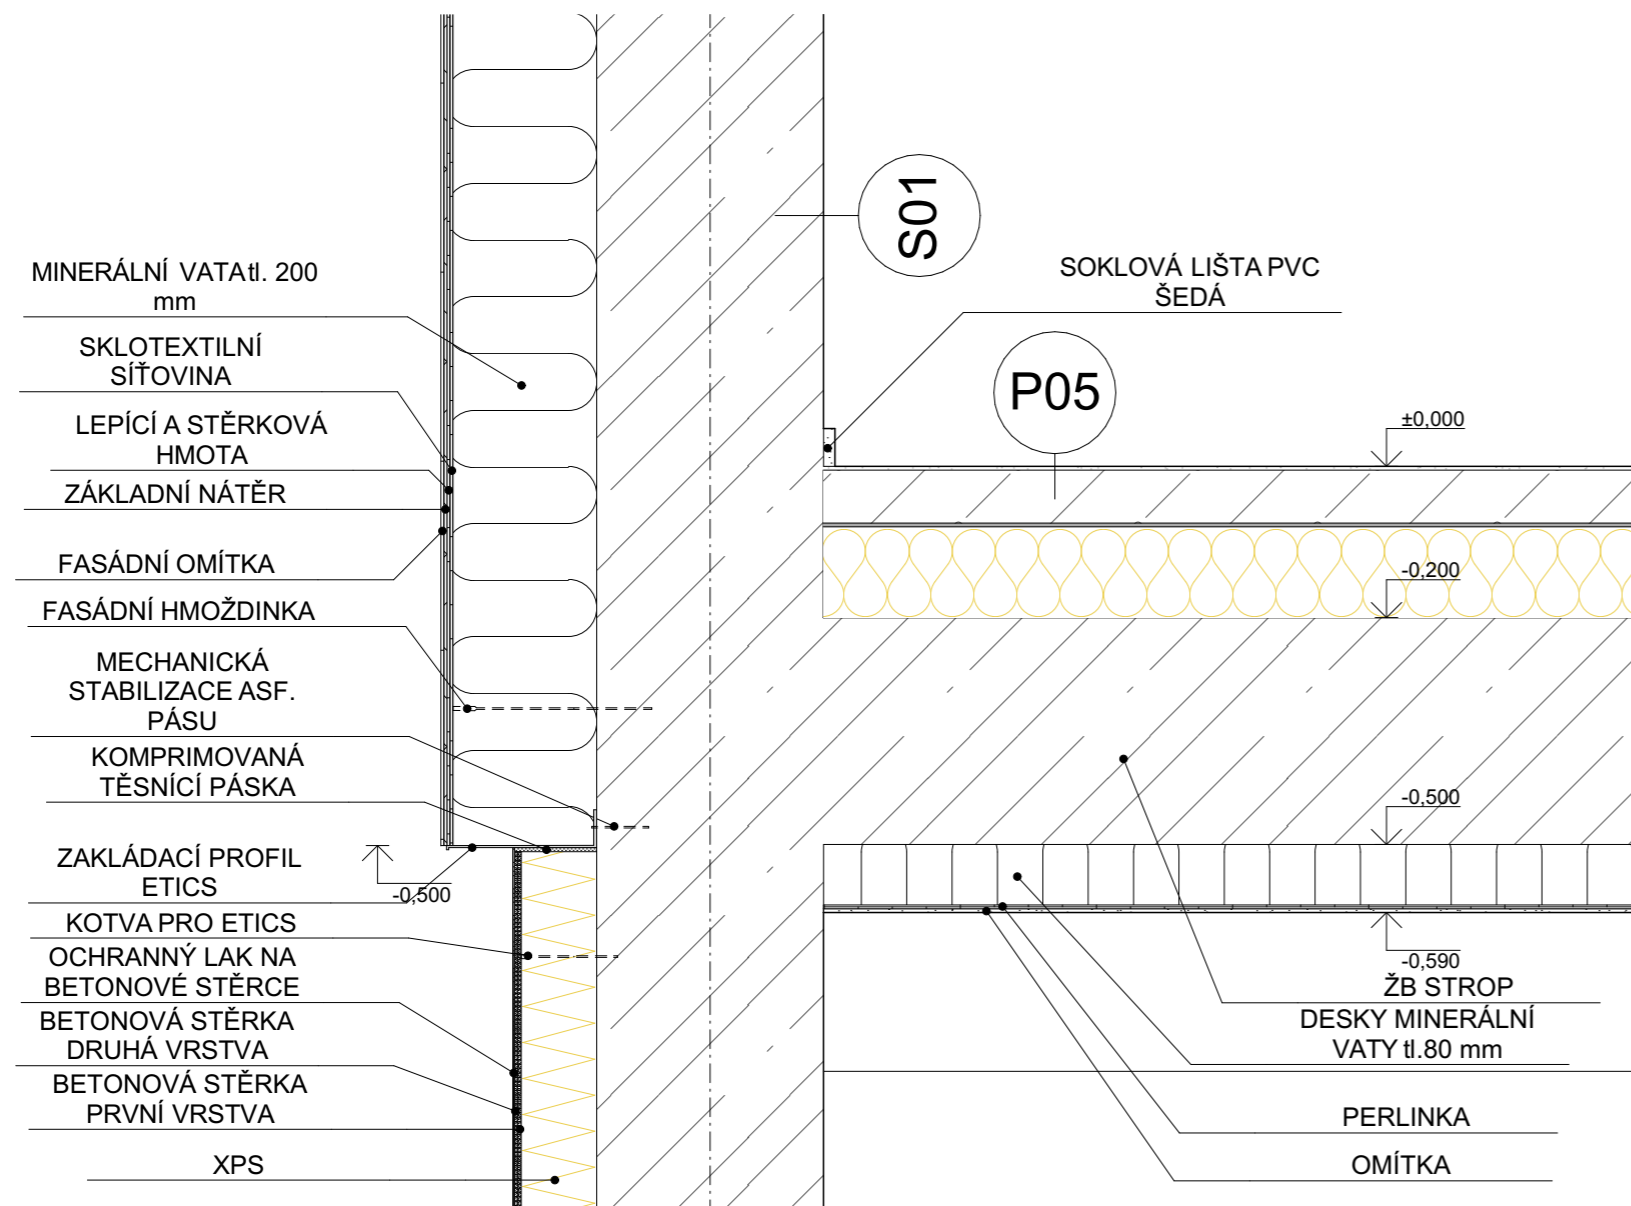 MINERÁLNÍ VATA tl. 200
mm
SKLOTEXTILNÍ
SÍŤOVINA
LEPÍCÍ A STĚRKOVÁ
HMOTA
ZÁKLADNÍ NÁTĚR
FASÁDNÍ OMÍTKA
FASÁDNÍ HMOŽDINKA
MECHANICKÁ
STABILIZACE ASF.
PÁSU
KOMPRIMOVANÁ
TĚSNÍCÍ PÁSKA
ZAKLÁDACÍ PROFIL
ETICS
-0,500
KOTVA PRO ETICS
OCHRANNÝ LAK NA
BETONOVÉ STĚRCE
BETONOVÁ STĚRKA
DRUHÁ VRSTVA
BETONOVÁ STĚRKA
PRVNÍ VRSTVA
XPS
S01
SOKLOVÁ LIŠTA PVC
ŠEDÁ
P05
±0,000
-0,200
-0,500
-0,590
ŽB STROP
DESKY MINERÁLNÍ
VATY tl.80 mm
PERLINKA
OMÍTKA